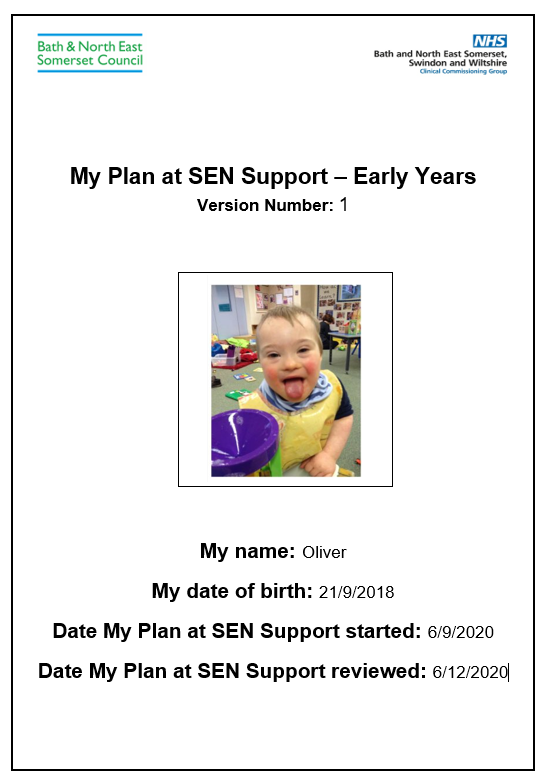 Bath & North East
Somerset Council
NHS
Bath and North East Somerset,
Swindon and Wiltshire
Clinical Commissioning Group
My Plan at SEN Support – Early Years
Version Number: 1
My name: Oliver
My date of birth: 21/9/2018
Date My Plan at SEN Support started: 6/9/2020
Date My Plan at SEN Support reviewed: 6/12/2020